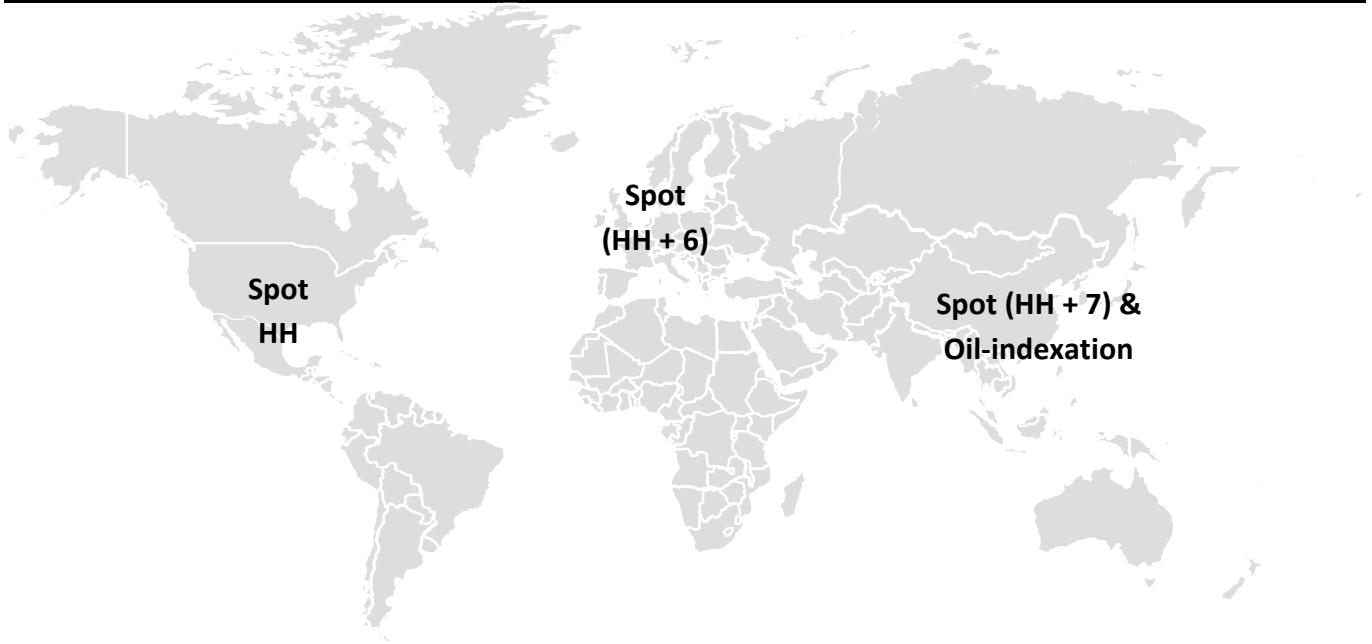 Spot
(HH + 6)
Spot
HH
Spot (HH + 7) &
Oil-indexation